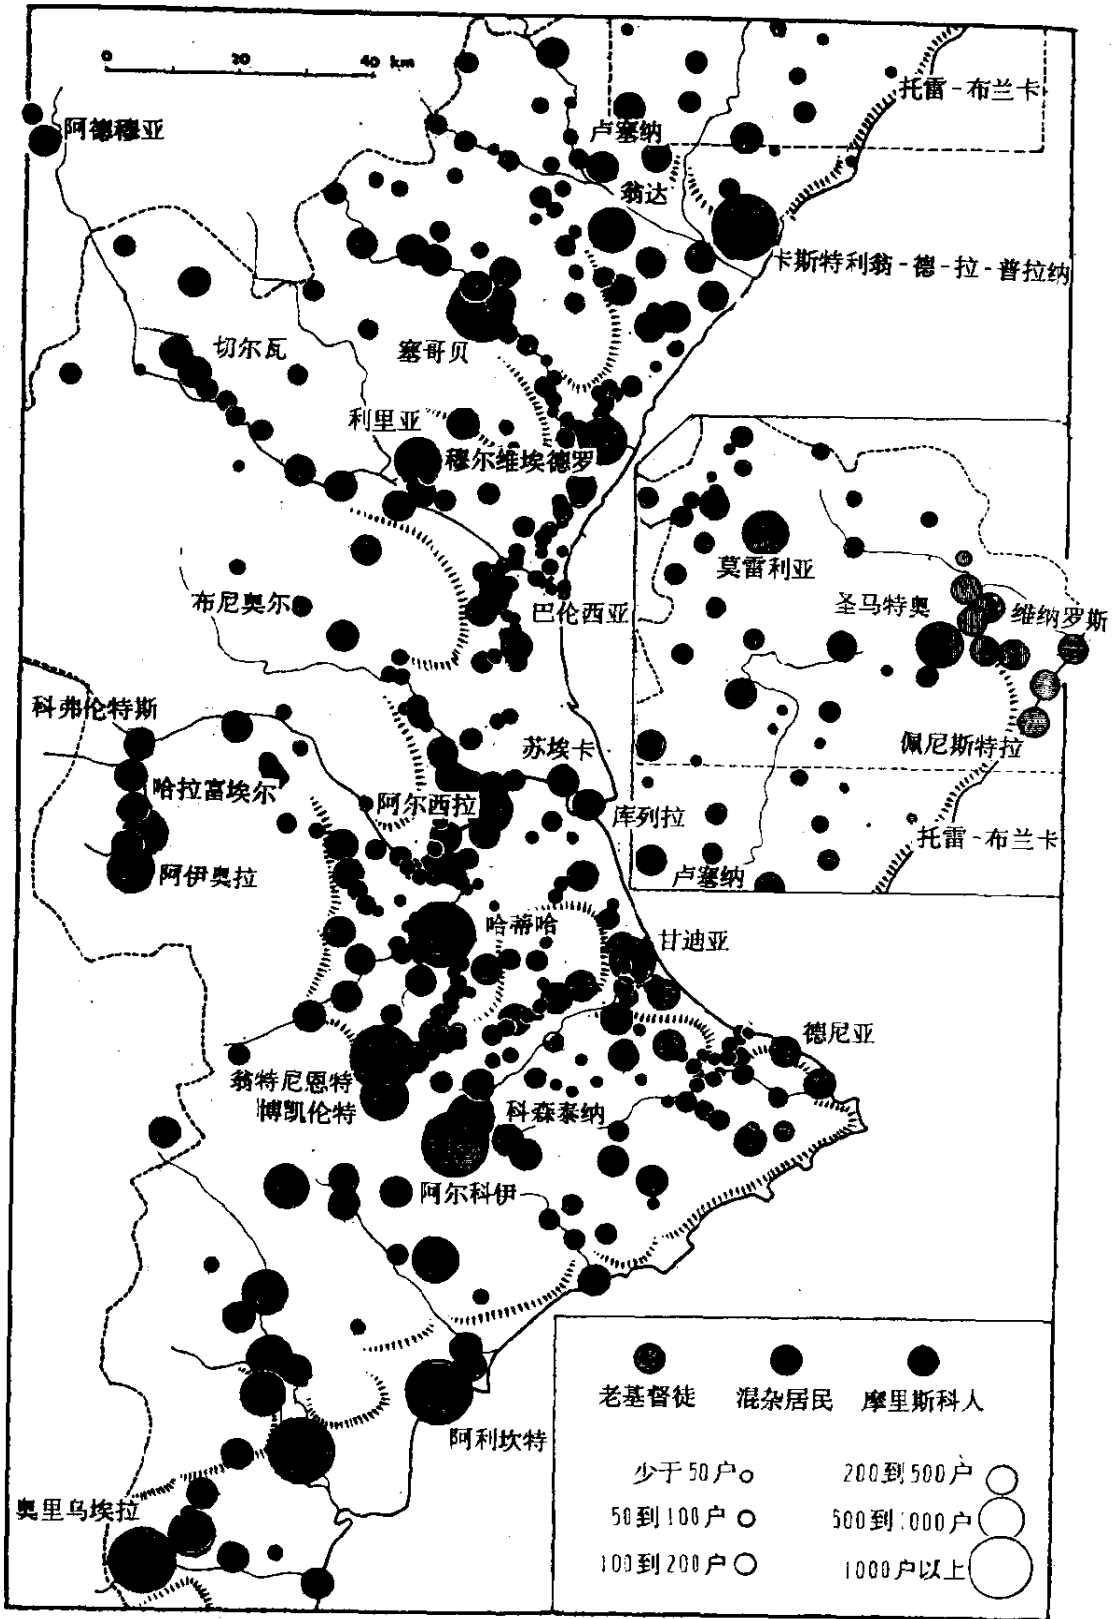 0 20 40 km
托雷-布兰卡
阿德穆亚
卢塞纳
翁达
卡斯特利翁-德-拉-普拉纳
切尔瓦
塞哥贝
利里亚
穆尔维埃德罗
莫雷利亚
布尼奥尔
巴伦西亚
圣马特奥
维纳罗斯
科弗伦特斯
苏埃卡
佩尼斯特拉
哈拉富埃尔
阿尔西拉
库列拉
托雷-布兰卡
阿伊奥拉
卢塞纳
哈蒂哈
甘迪亚
德尼亚
翁特尼恩特
博凯伦特
科森泰纳
阿尔科伊
阿利坎特
奥里乌埃拉
老基督徒 混杂居民 摩里斯科人
少于50户 200到500户
50到100户 500到1000户
100到200户 1000户以上